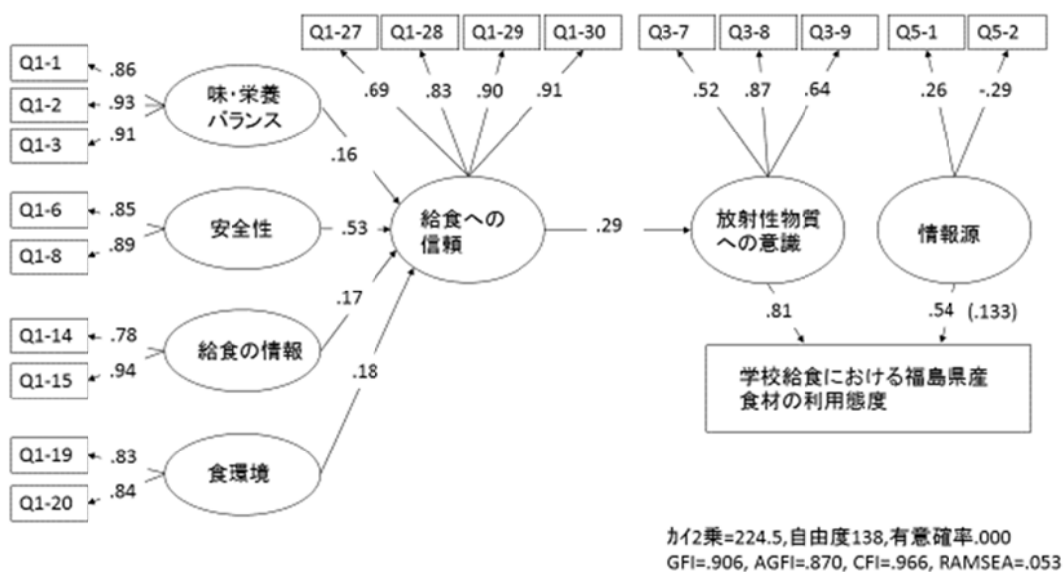 Q1-27
Q1-28
Q1-29
Q1-30
Q3-7
Q3-8
Q3-9
Q5-1
Q5-2
.69
.83
.90
.91
.52
.87
.64
.26
-.29
Q1-1
Q1-2
Q1-3
.86
.93
.91
味・栄養
バランス
.16
Q1-6
Q1-8
.85
.89
安全性
.53
給食への
信頼
.29
放射性物質
への意識
情報源
Q1-14
Q1-15
.78
.94
給食の情報
.17
.81
.54
(.133)
学校給食における福島県産
食材の利用態度
Q1-19
Q1-20
.83
.84
食環境
.18
カイ2乗=224.5,自由度138,有意確率.000
GFI=.906, AGFI=.870, CFI=.966, RAMSEA=.053